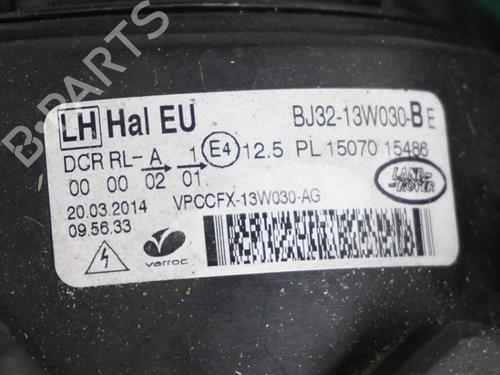 B-PARTS
LH Hal EU BJ32-13W030-B E
DCR RL- A 1 E4 12.5 PL 15070 15486
00 00 02 01
20.03.2014 VPCCFX-13W030-AG
09.56.33
LAND-
ROVER
varroc